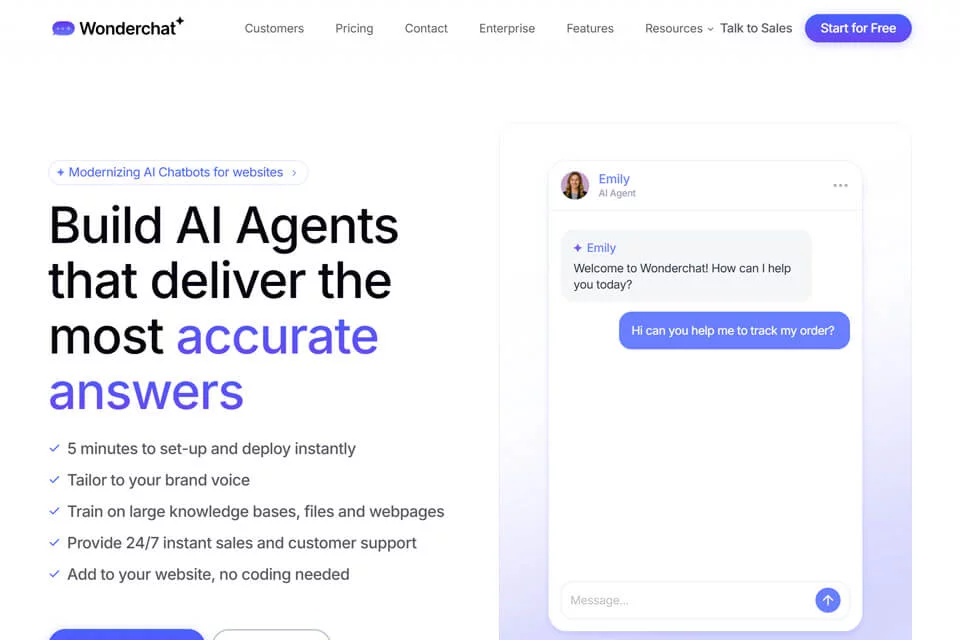 Wonderchat
Customers
Pricing
Contact
Enterprise
Features
Resources
Talk to Sales
Start for Free
Modernizing AI Chatbots for websites
Build AI Agents
that deliver the
most accurate
answers
5 minutes to set-up and deploy instantly
Tailor to your brand voice
Train on large knowledge bases, files and webpages
Provide 24/7 instant sales and customer support
Add to your website, no coding needed
Emily
AI Agent
Emily
Welcome to Wonderchat! How can I help
you today?
Hi can you help me to track my order?
Message...